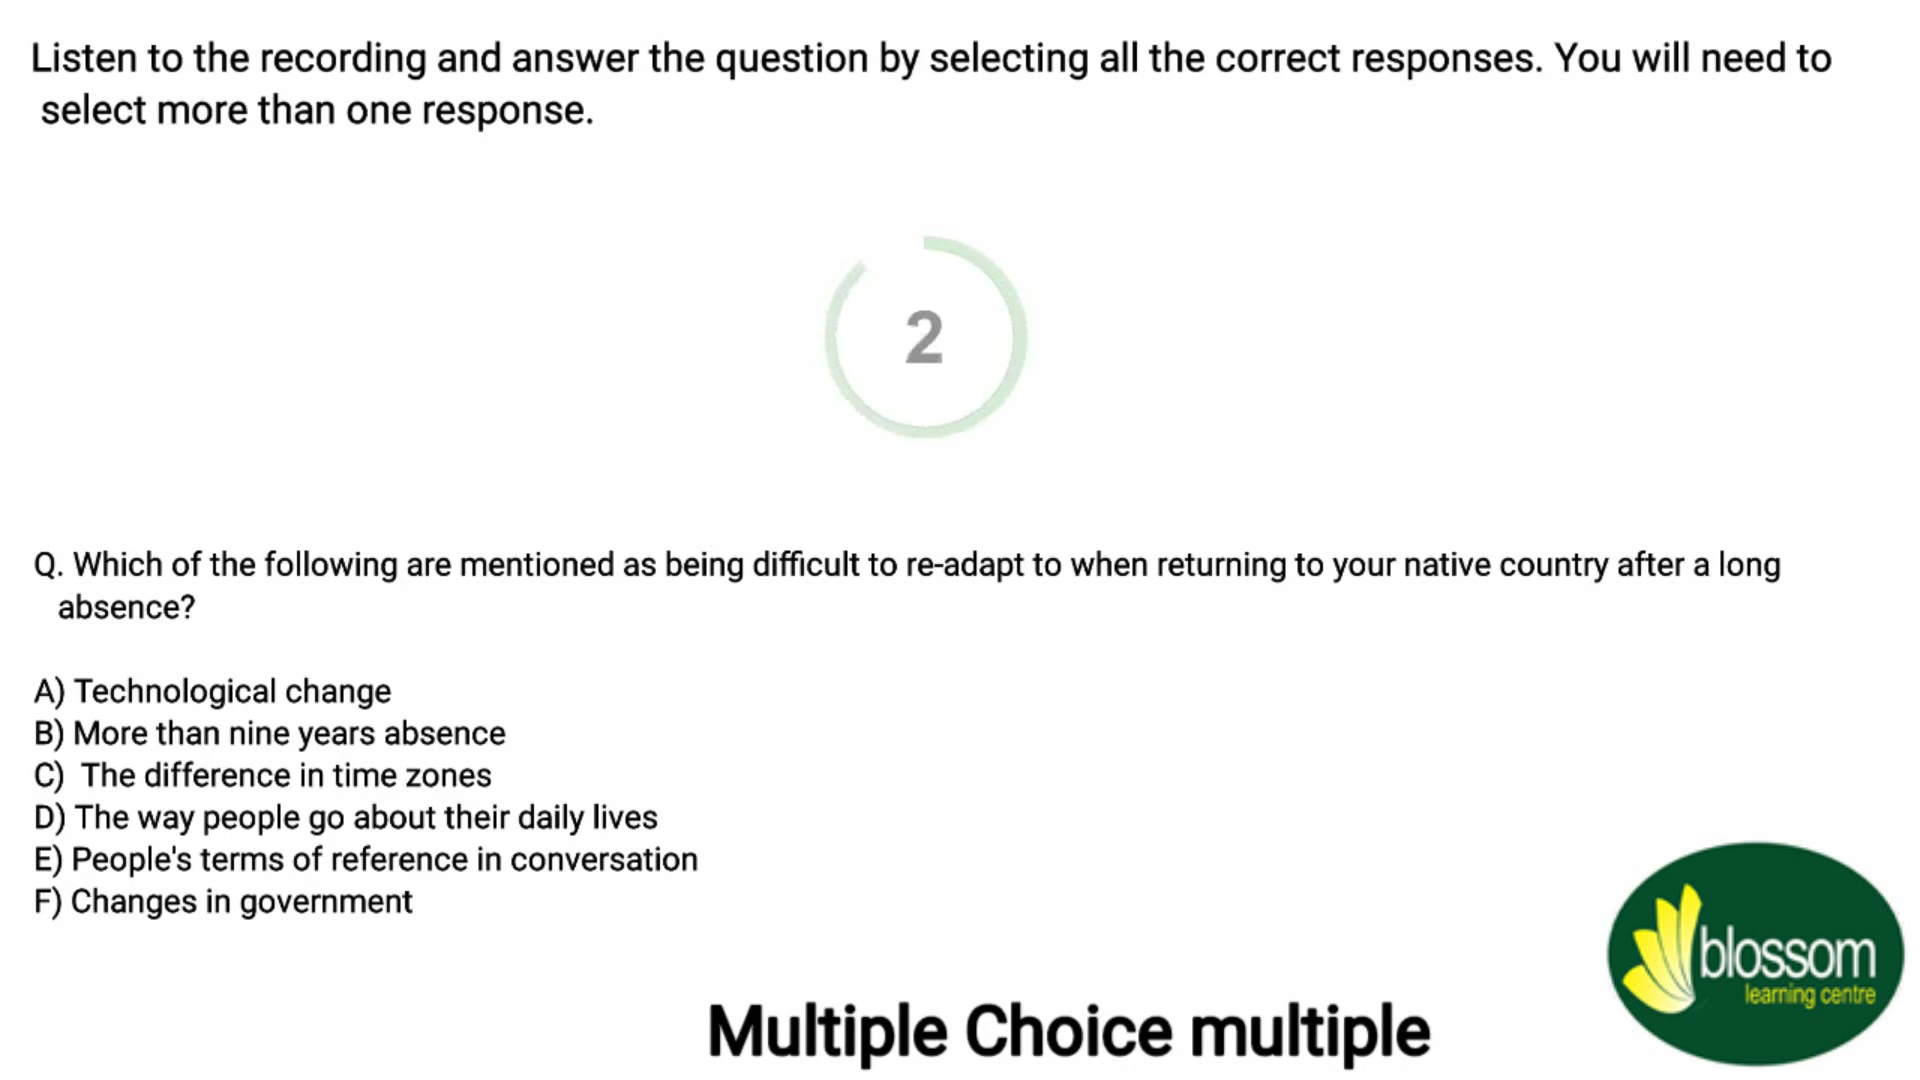 Listen to the recording and answer the question by selecting all the correct responses. You will need to
select more than one response.
2
Q. Which of the following are mentioned as being difficult to re-adapt to when returning to your native country after a long
absence?
A) Technological change
B) More than nine years absence
C) The difference in time zones
D) The way people go about their daily lives
E) People's terms of reference in conversation
F) Changes in government
blossom
learning centre
Multiple Choice multiple